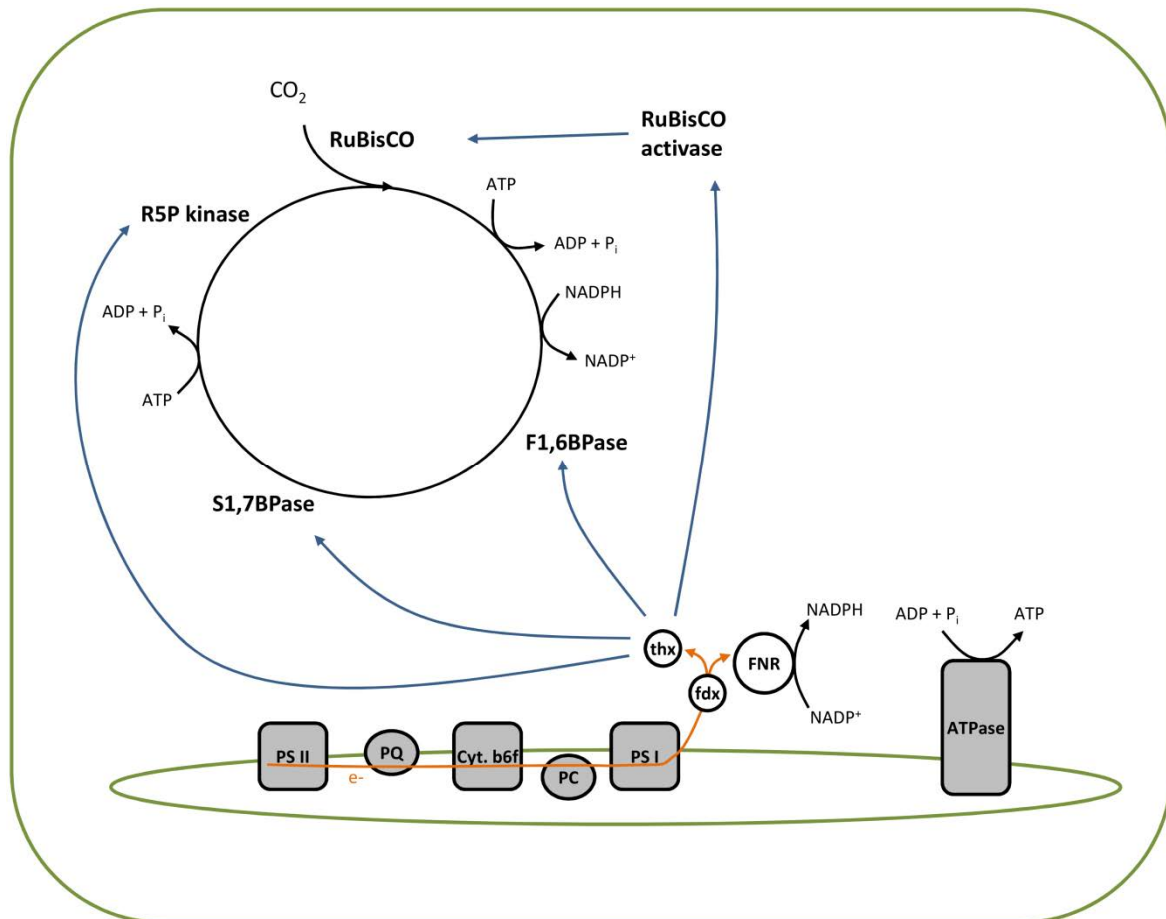 CO₂
RuBisCO
RuBisCO
activase
ATP
R5P kinase
ADP + Pᵢ
NADPH
ADP + Pᵢ
NADP⁺
ATP
F1,6BPase
S1,7BPase
NADPH
ADP + Pᵢ
ATP
thx
FNR
fdx
NADP⁺
ATPase
PS II
PQ
Cyt. b6f
PC
PS I
e-